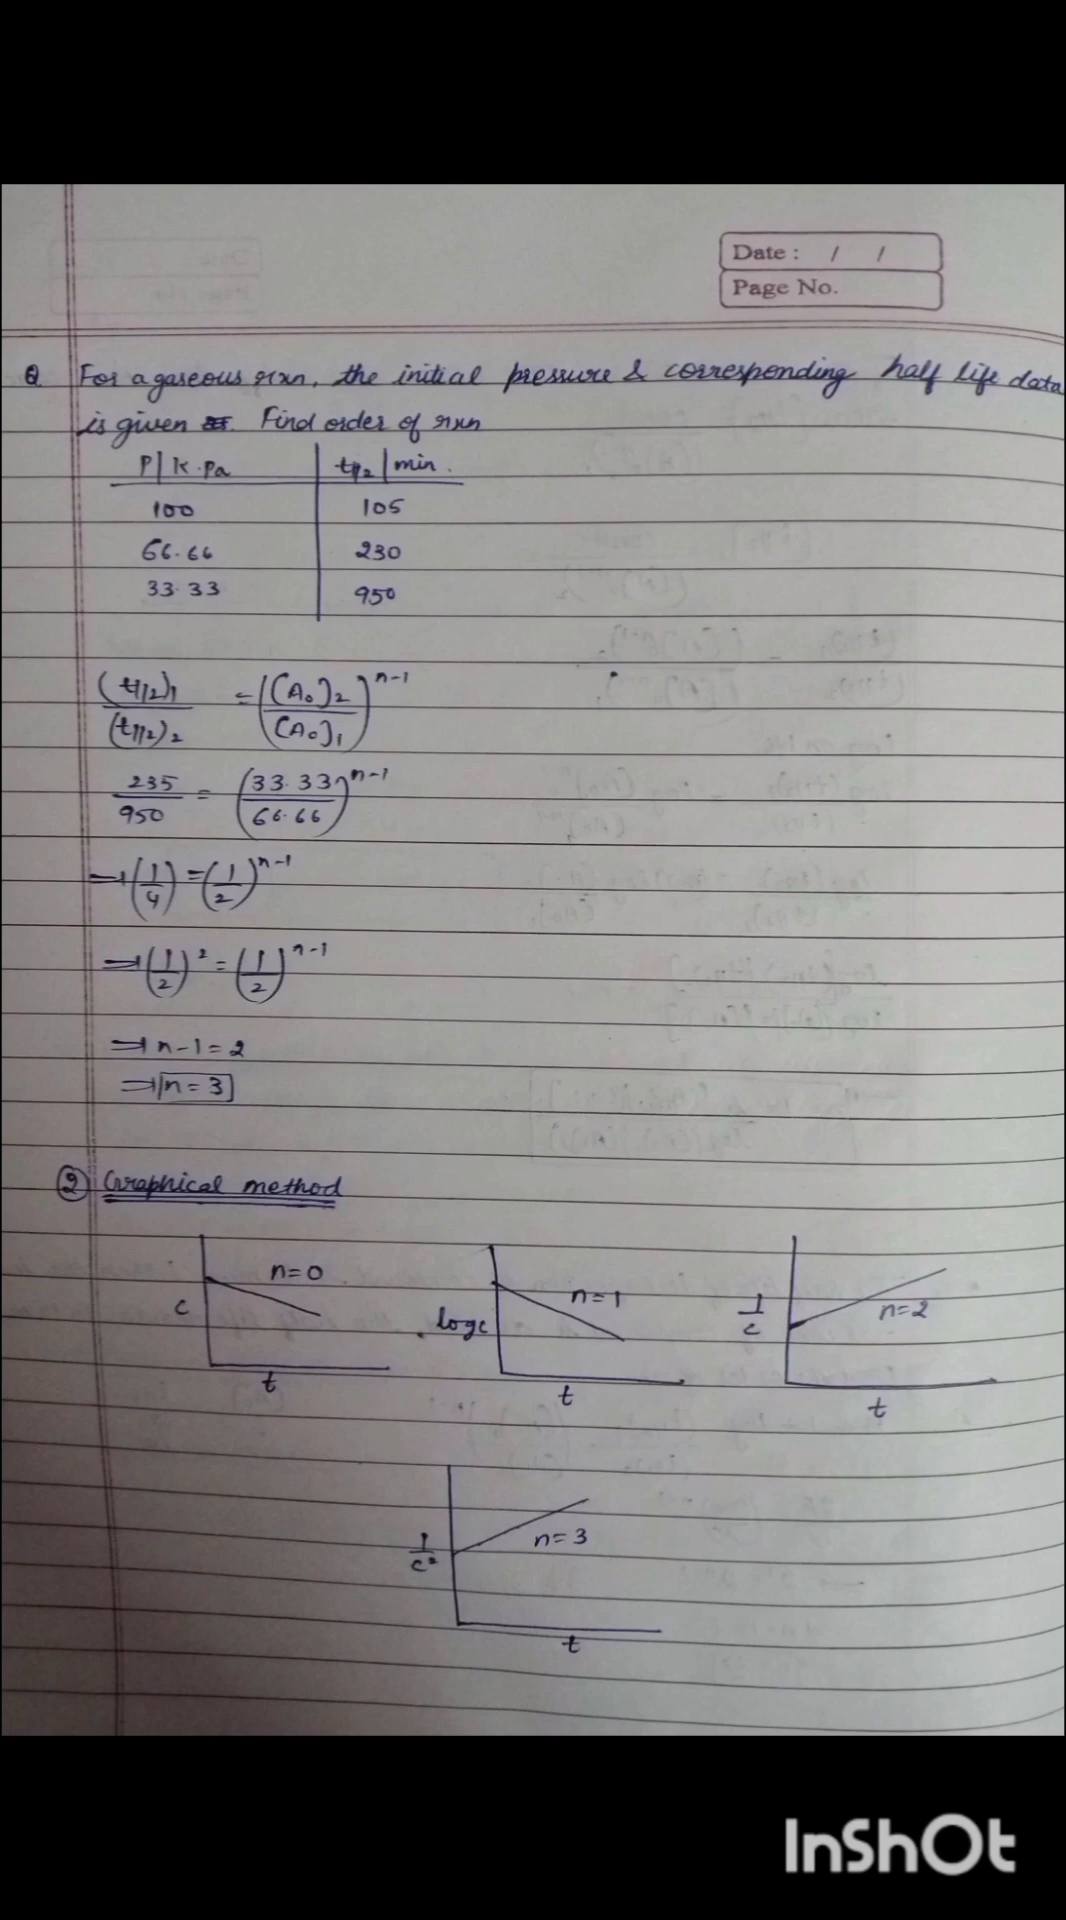 Date : / /
Page No.
Q For a gaseous rxn, the initial pressure & corresponding half life data
is given Find order of rxn
P/K.Pa t1/2/min.
100 105
66.66 230
33.33 950
(t1/2)1/(t1/2)2 = ([A₀]2/[A₀]1)^n-1
235/950 = (33.33/66.66)^n-1
⇒ (1/4) = (1/2)^n-1
⇒ (1/2)² = (1/2)^n-1
⇒ n-1 = 2
⇒ n = 3
② Graphical method
c n=0 t
logc n=1 t
1/c n=2 t
1/c² n=3 t
InShOt